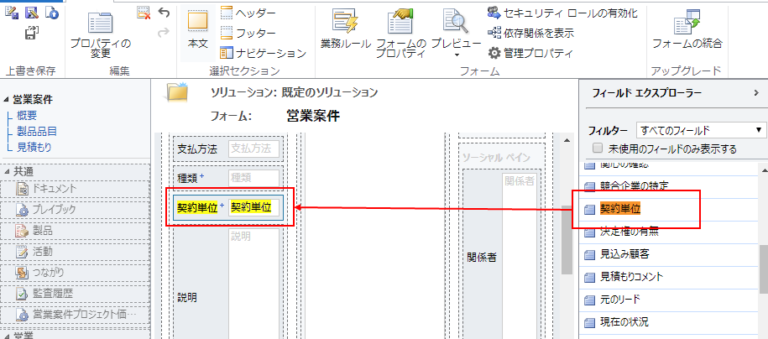 ヘッダー
フッター
ナビゲーション
上書き保存
プロパティの
変更
編集
本文
選択セクション
業務ルール
フォームの
プロパティ
プレビュー
セキュリティ ロールの有効化
依存関係を表示
管理プロパティ
フォーム
フォームの統合
アップグレード
営業案件
概要
製品品目
見積もり
共通
ドキュメント
プレイブック
製品
活動
つながり
監査履歴
営業案件プロジェクト価…
営業
ソリューション: 既定のソリューション
フォーム: 営業案件
支払方法 支払方法
種類* 種類
契約単位* 契約単位
説明 説明
ソーシャル ペイン
関係者 関係者
フィールド エクスプローラー
フィルター すべてのフィールド
未使用のフィールドのみ表示する
関心の確認
競合企業の特定
契約単位
決定権の有無
見込み顧客
見積もりコメント
元のリード
現在の状況